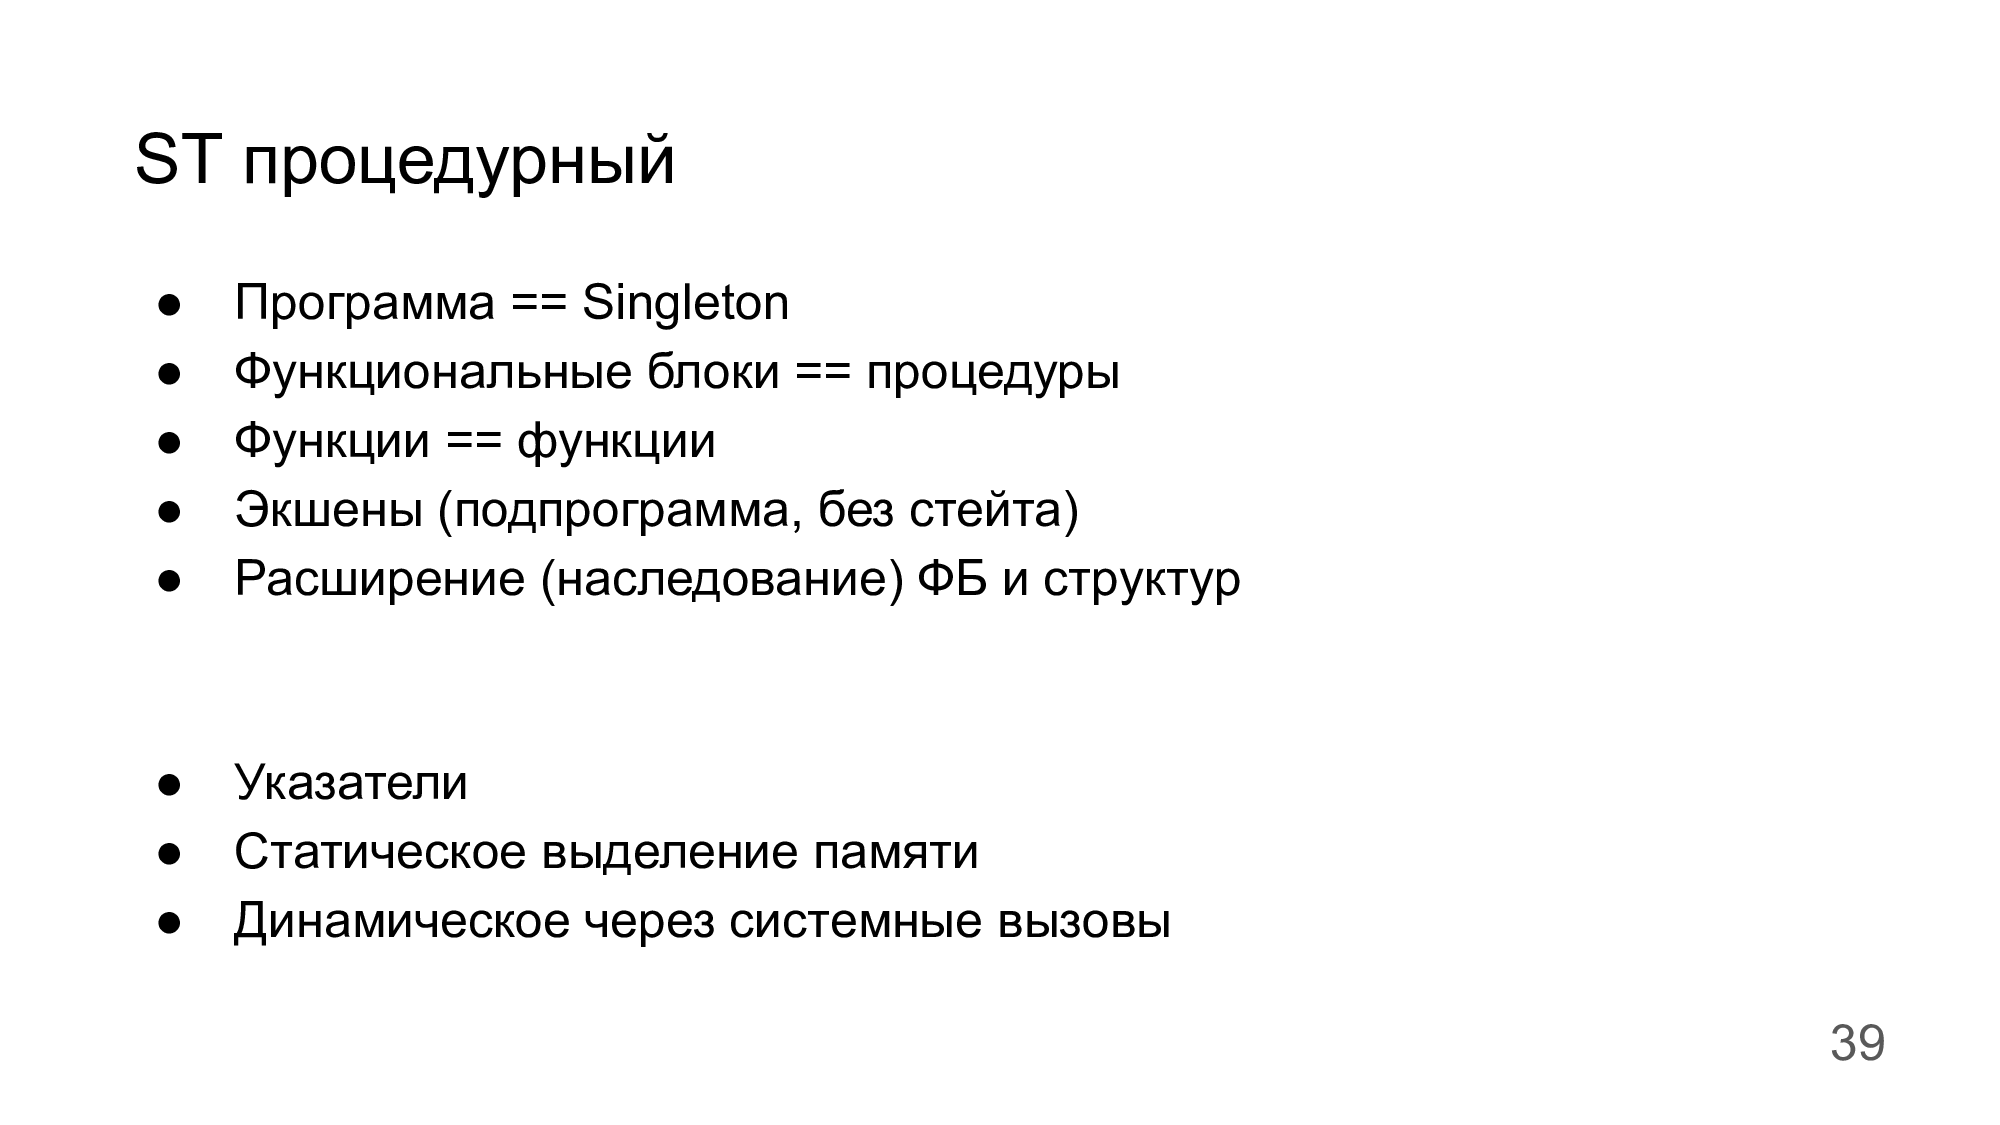 ST процедурный
● Программа == Singleton
● Функциональные блоки == процедуры
● Функции == функции
● Экшены (подпрограмма, без стейта)
● Расширение (наследование) ФБ и структур
● Указатели
● Статическое выделение памяти
● Динамическое через системные вызовы
39